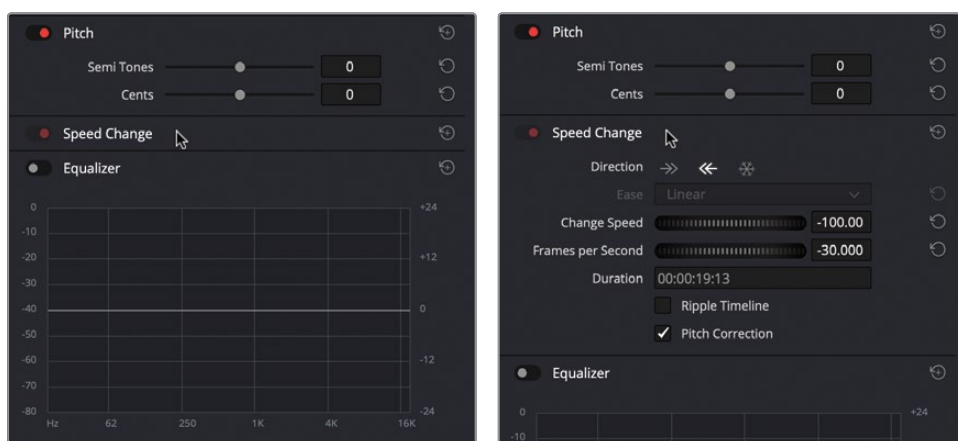 Pitch
Semi Tones 0
Cents 0
Speed Change
Equalizer
0 +24
-10
-20 +12
-30
-40 0
-50
-60 -12
-70
-80 -24
Hz 62 250 1K 4K 16K
Pitch
Semi Tones 0
Cents 0
Speed Change
Direction
Ease Linear
Change Speed -100.00
Frames per Second -30.000
Duration 00:00:19:13
Ripple Timeline
Pitch Correction
Equalizer
0 +24
-10